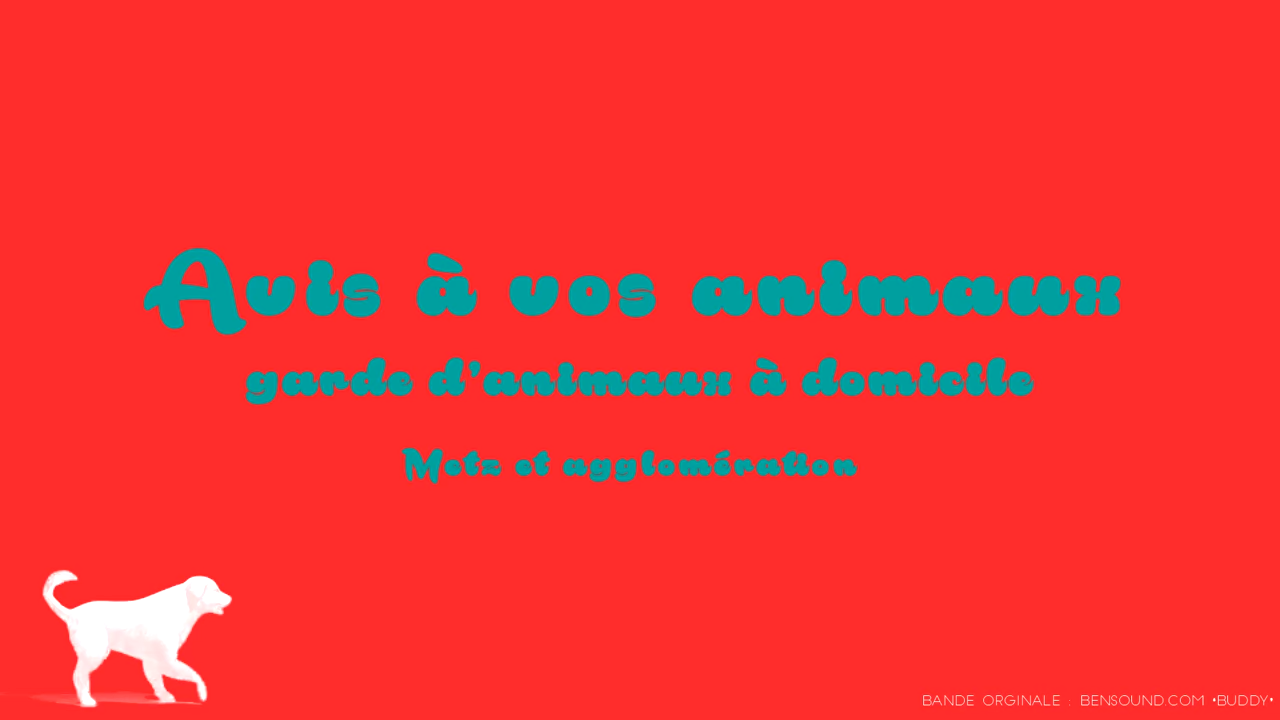 Avis à vos animaux
garde d'animaux à domicile
Metz et agglomération
BANDE ORGINALE : BENSOUND.COM •BUDDY•